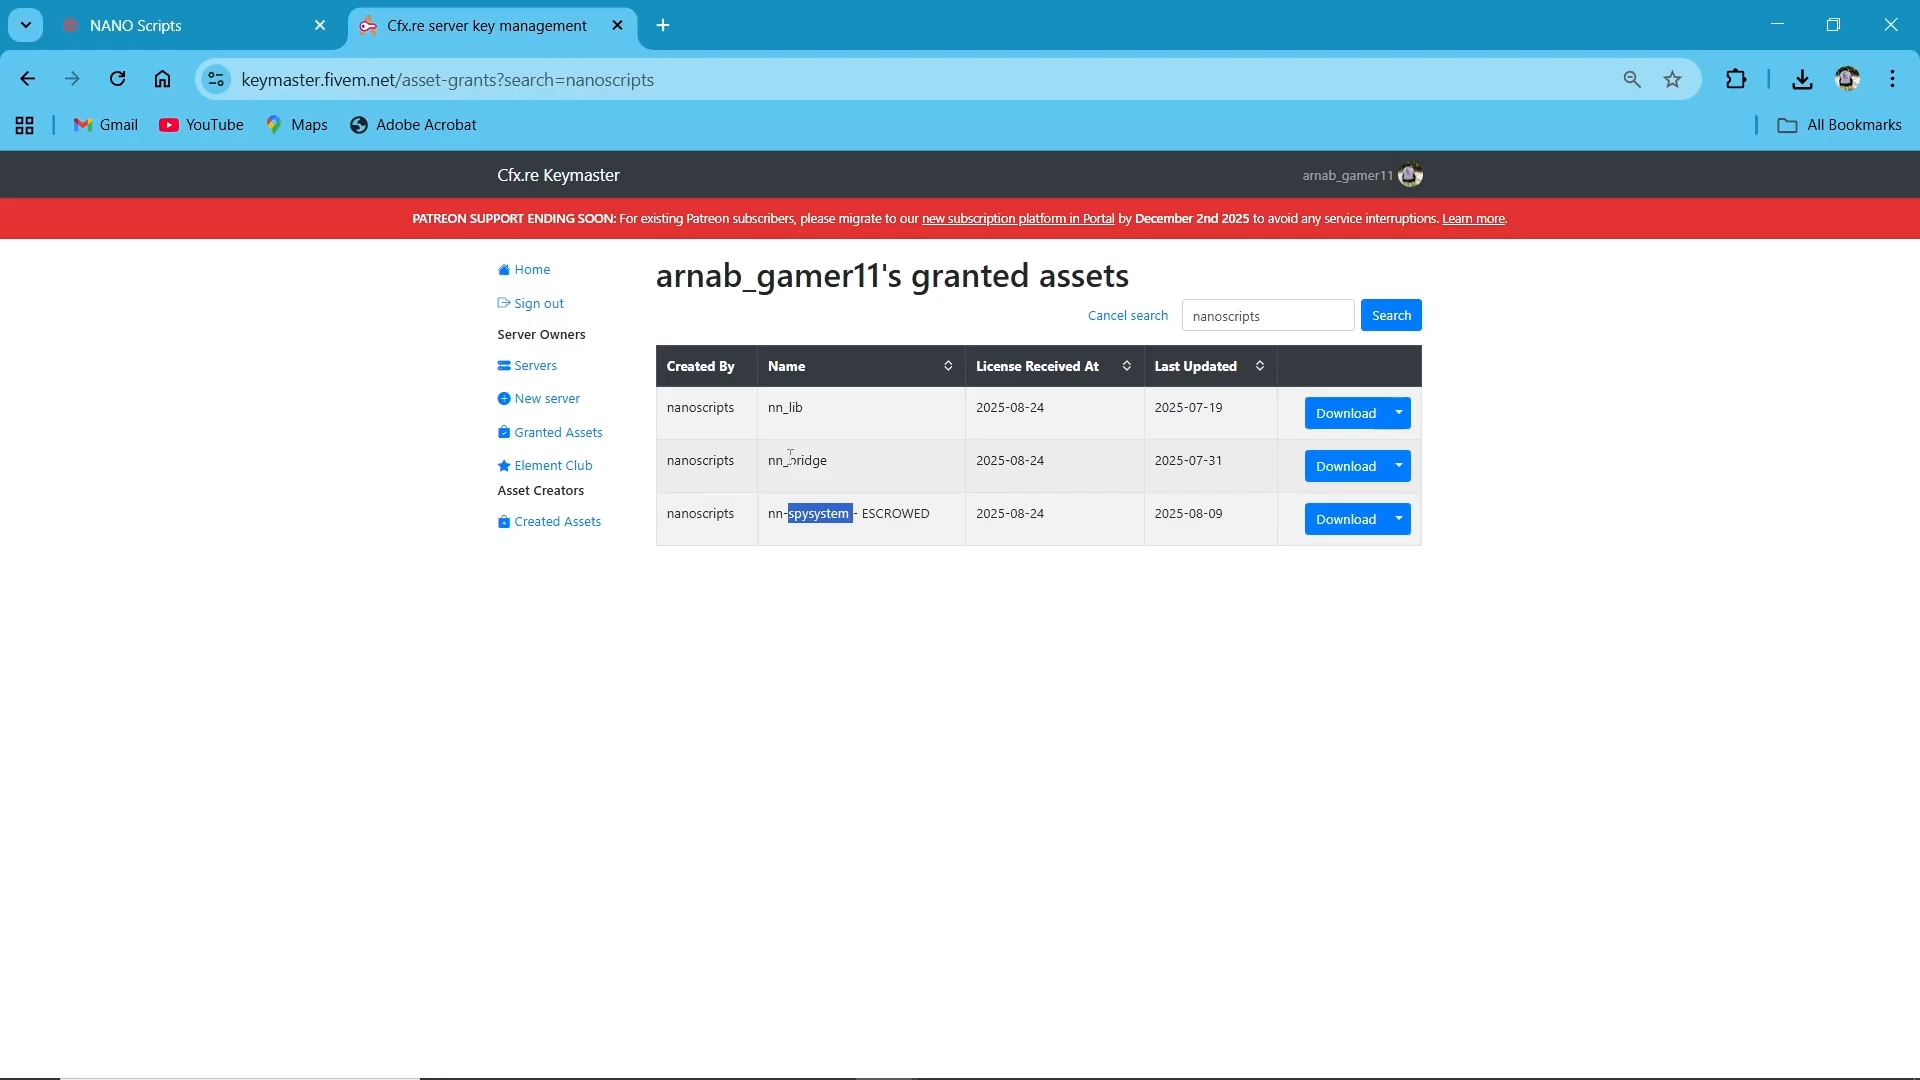 NANO Scripts
Cfx.re server key management
keymaster.fivem.net/asset-grants?search=nanoscripts
Gmail
YouTube
Maps
Adobe Acrobat
All Bookmarks
Cfx.re Keymaster
arnab_gamer11
PATREON SUPPORT ENDING SOON: For existing Patreon subscribers, please migrate to our new subscription platform in Portal by December 2nd 2025 to avoid any service interruptions. Learn more.
Home
Sign out
Server Owners
Servers
New server
Granted Assets
Element Club
Asset Creators
Created Assets
arnab_gamer11's granted assets
Cancel search nanoscripts Search
Created By Name License Received At Last Updated
nanoscripts nn_lib 2025-08-24 2025-07-19 Download
nanoscripts nn_bridge 2025-08-24 2025-07-31 Download
nanoscripts nn-spysystem - ESCROWED 2025-08-24 2025-08-09 Download